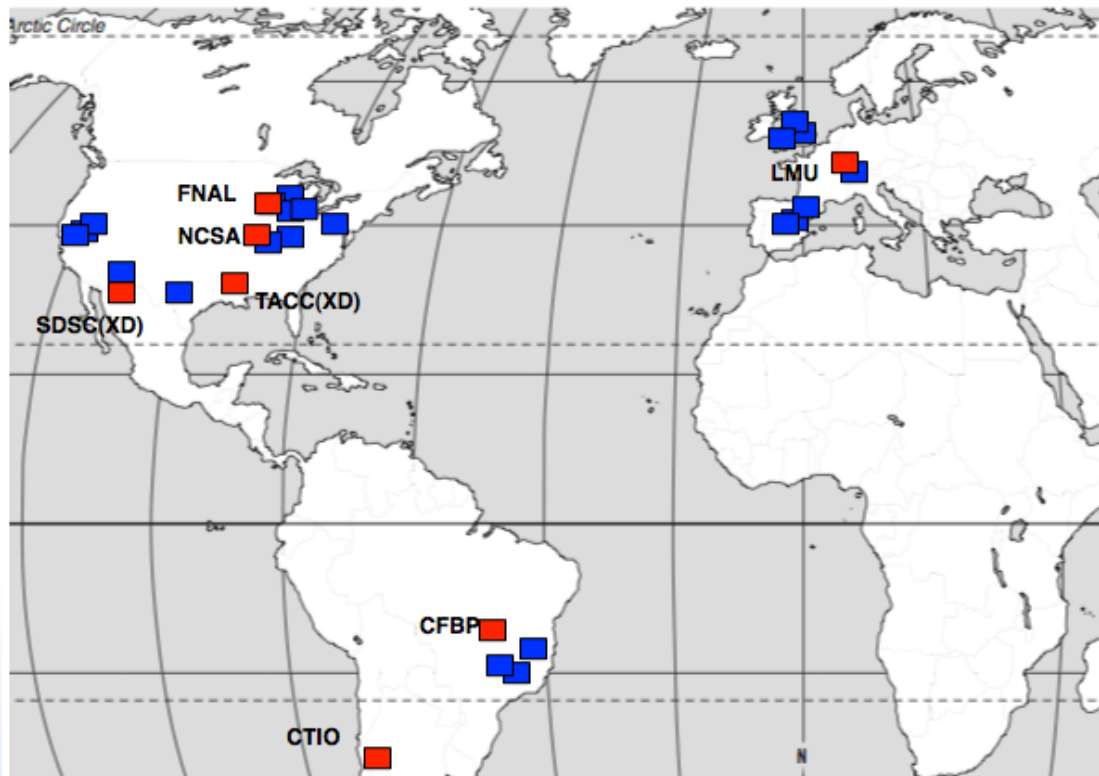 Arctic Circle
FNAL
LMU
NCSA
TACC(XD)
SDSC(XD)
CFBP
CTIO
N